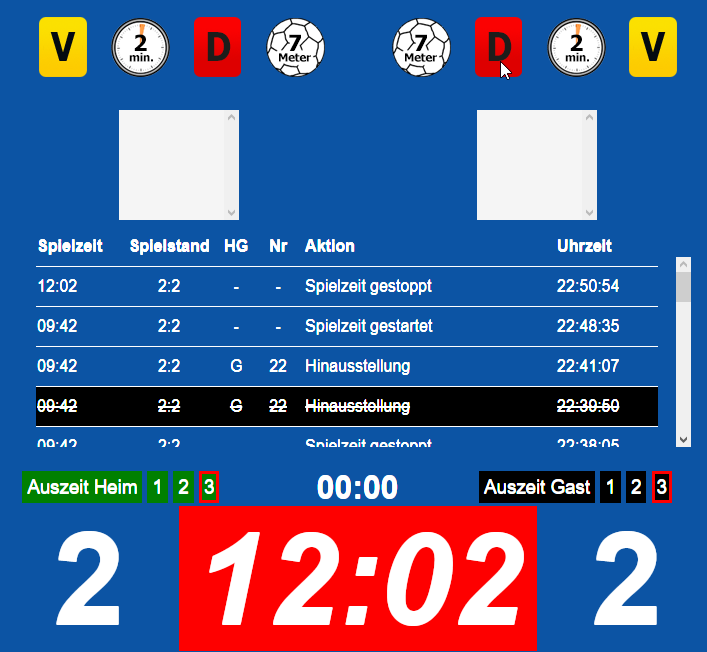 V 2 min. D 7 Meter 7 Meter D 2 min. V
Spielzeit Spielstand HG Nr Aktion Uhrzeit
12:02 2:2 - - Spielzeit gestoppt 22:50:54
09:42 2:2 - - Spielzeit gestartet 22:48:35
09:42 2:2 G 22 Hinausstellung 22:41:07
09:42 2:2 G 22 Hinausstellung 22:39:50
09:42 2:2 Spielzeit gestoppt 22:38:05
Auszeit Heim 1 2 3 00:00 Auszeit Gast 1 2 3
2 12:02 2